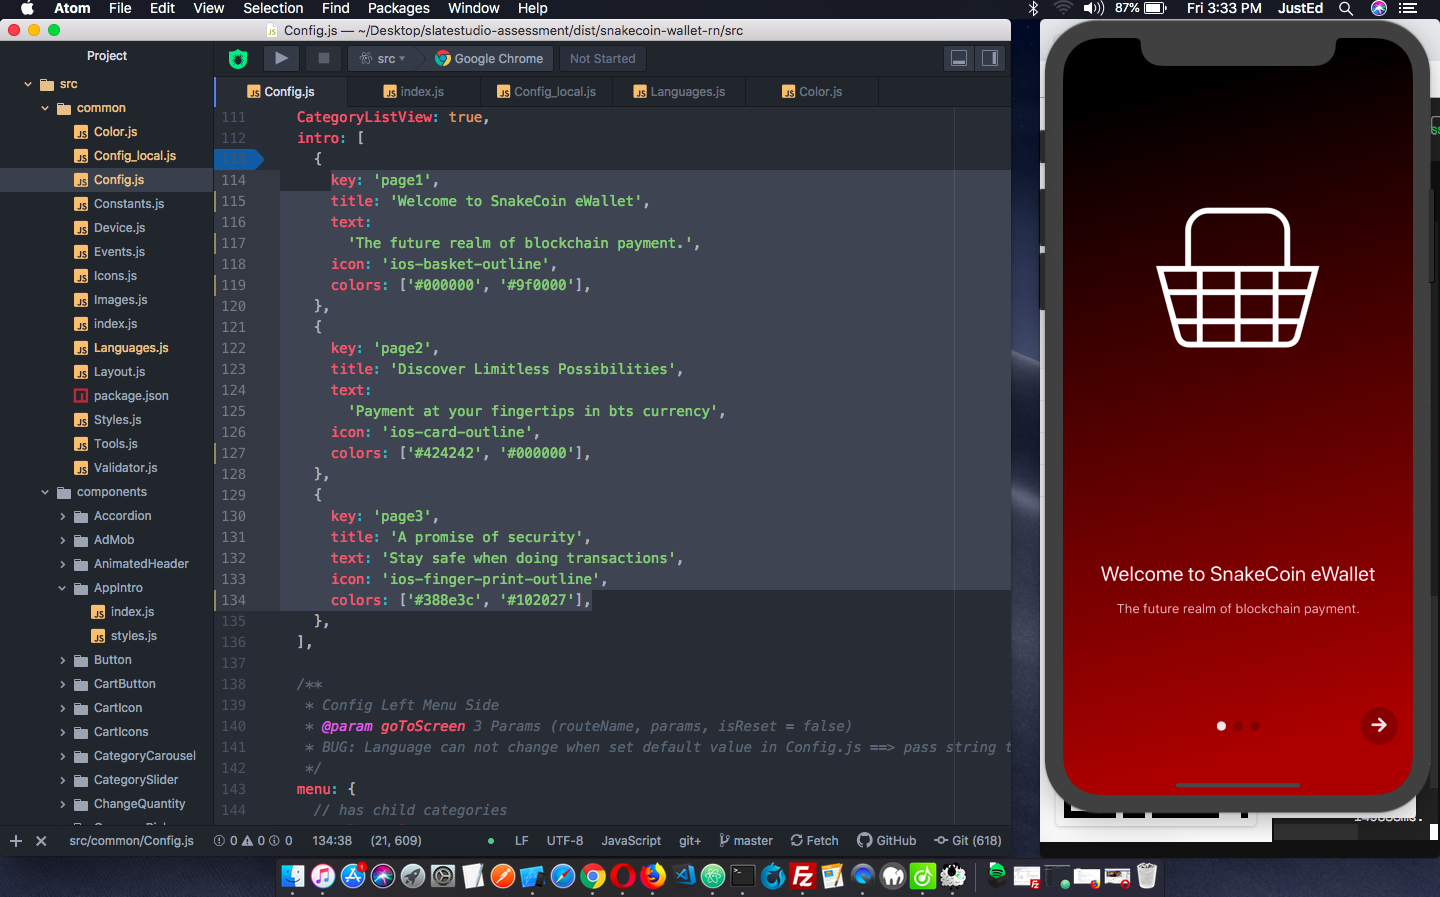 Atom File Edit View Selection Find Packages Window Help
87% Fri 3:33 PM JustEd
Config.js — ~/Desktop/slatestudio-assessment/dist/snakecoin-wallet-rn/src
Project
src
common
Color.js
Config_local.js
Config.js
Constants.js
Device.js
Events.js
Icons.js
Images.js
index.js
Languages.js
Layout.js
package.json
Styles.js
Tools.js
Validator.js
components
Accordion
AdMob
AnimatedHeader
AppIntro
index.js
styles.js
Button
CartButton
CartIcon
CartIcons
CategoryCarousel
CategorySlider
ChangeQuantity
src Google Chrome Not Started
Config.js index.js Config_local.js Languages.js Color.js
111 CategoryListView: true,
112 intro: [
{
114 key: 'page1',
115 title: 'Welcome to SnakeCoin eWallet',
116 text:
117 'The future realm of blockchain payment.',
118 icon: 'ios-basket-outline',
119 colors: ['#000000', '#9f0000'],
120 },
121 {
122 key: 'page2',
123 title: 'Discover Limitless Possibilities',
124 text:
125 'Payment at your fingertips in bts currency',
126 icon: 'ios-card-outline',
127 colors: ['#424242', '#000000'],
128 },
129 {
130 key: 'page3',
131 title: 'A promise of security',
132 text: 'Stay safe when doing transactions',
133 icon: 'ios-finger-print-outline',
134 colors: ['#388e3c', '#102027'],
135 },
136 ],
137
138 /**
139 * Config Left Menu Side
140 * @param goToScreen 3 Params (routeName, params, isReset = false)
141 * BUG: Language can not change when set default value in Config.js ==> pass string t
142 */
143 menu: {
144 // has child categories
src/common/Config.js 0 0 0 134:38 (21, 609) LF UTF-8 JavaScript git+ master Fetch GitHub Git (618)
Welcome to SnakeCoin eWallet
The future realm of blockchain payment.